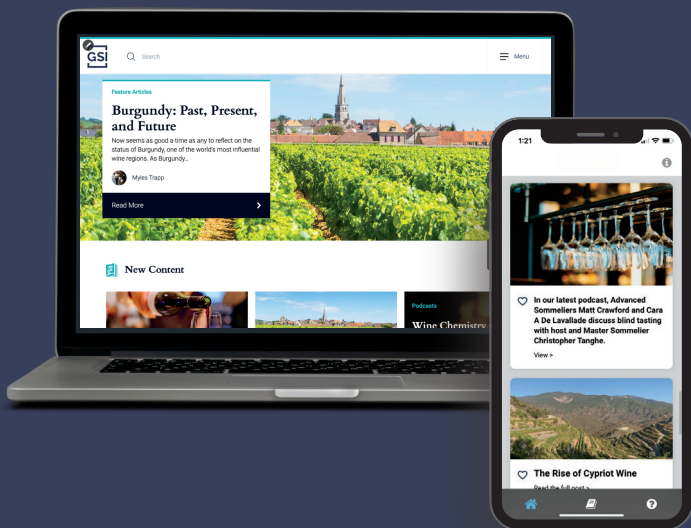 GSI
Search
Menu
Feature Articles
Burgundy: Past, Present,
and Future
Now seems as good a time as any to reflect on the
status of Burgundy, one of the world's most influential
wine regions. As Burgundy...
Myles Trapp
Read More
New Content
Podcasts
Wine Chemistry
1:21
In our latest podcast, Advanced
Sommeliers Matt Crawford and Cara
A De Lavallade discuss blind tasting
with host and Master Sommelier
Christopher Tanghe.
View >
The Rise of Cypriot Wine
Read the full post >